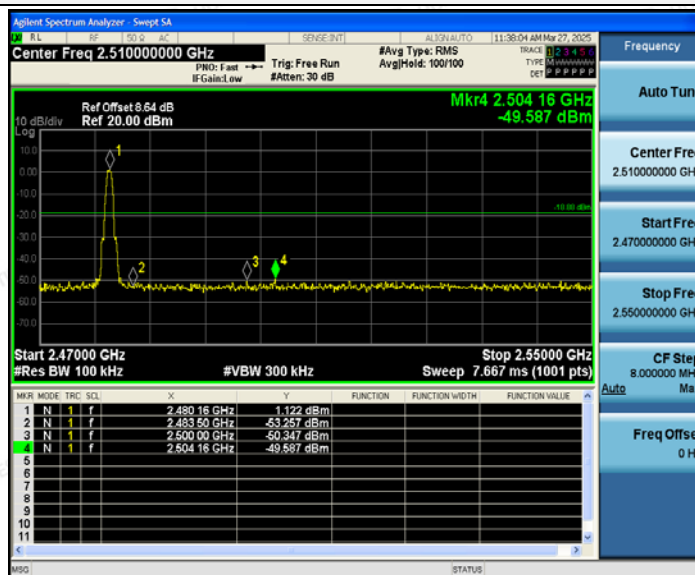 Agilent Spectrum Analyzer - Swept SA
RL RF 50 Ω AC SENSE:INT ALIGN AUTO 11:38:04 AM Mar 27, 2025
Center Freq 2.510000000 GHz
PNO: Fast
IFGain:Low
Trig: Free Run
#Atten: 30 dB
#Avg Type: RMS
Avg|Hold: 100/100
TRACE 1 2 3 4 5 6
TYPE M
DET P P P P P P
Ref Offset 8.64 dB
Ref 20.00 dBm
10 dB/div
Log
Mkr4 2.504 16 GHz
-49.587 dBm
10.0
0.00
-10.0
-20.0
-30.0
-40.0
-50.0
-60.0
-70.0
1
2
3
4
Start 2.47000 GHz
Stop 2.55000 GHz
#Res BW 100 kHz
#VBW 300 kHz
Sweep 7.667 ms (1001 pts)
MKR MODE TRC SCL X Y FUNCTION FUNCTION WIDTH FUNCTION VALUE
1 N 1 f 2.480 16 GHz 1.122 dBm
2 N 1 f 2.483 50 GHz -53.257 dBm
3 N 1 f 2.500 00 GHz -50.347 dBm
4 N 1 f 2.504 16 GHz -49.587 dBm
5
6
7
8
9
10
11
MSG STATUS
Frequency
Auto Tun
Center Fre
2.510000000 GH
Start Fre
2.470000000 GH
Stop Fre
2.550000000 GH
CF Ste
8.000000 MH
Auto Ma
Freq Offse
0 H